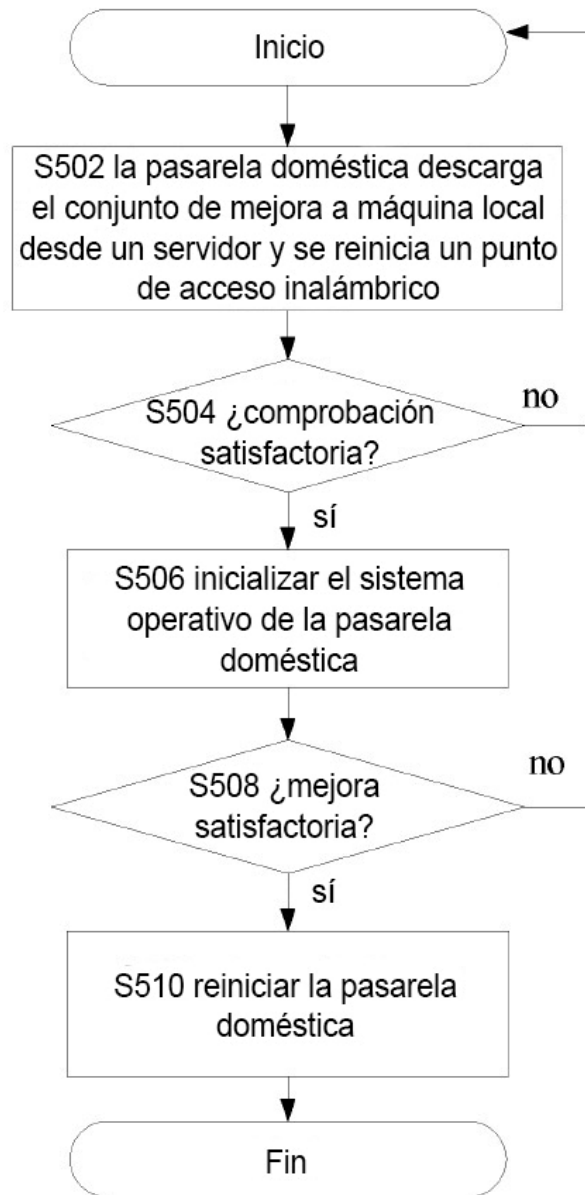 Inicio
S502 la pasarela doméstica descarga
el conjunto de mejora a máquina local
desde un servidor y se reinicia un punto
de acceso inalámbrico
S504 ¿comprobación
satisfactoria?
no
sí
S506 inicializar el sistema
operativo de la pasarela
doméstica
S508 ¿mejora
satisfactoria?
no
sí
S510 reiniciar la pasarela
doméstica
Fin